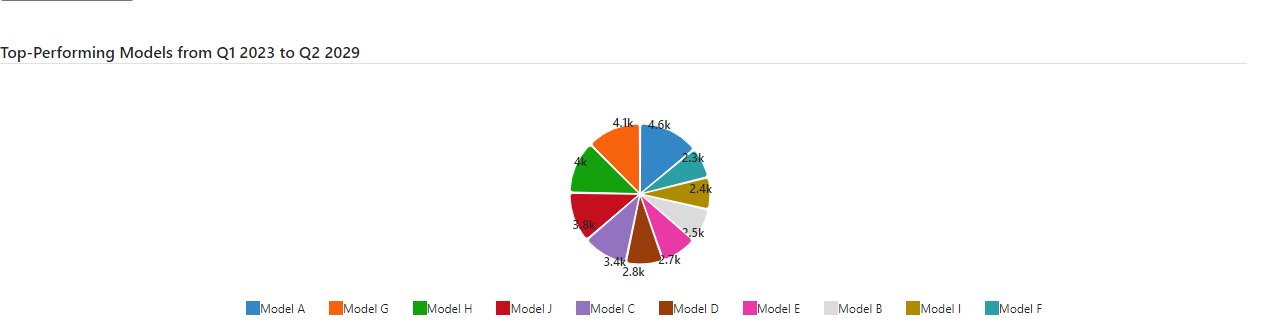 Top-Performing Models from Q1 2023 to Q2 2029
4.1k 4.6k
4k 2.3k
2.4k
3.8k 2.5k
3.4k 2.7k
2.8k
Model A Model G Model H Model J Model C Model D Model E Model B Model I Model F